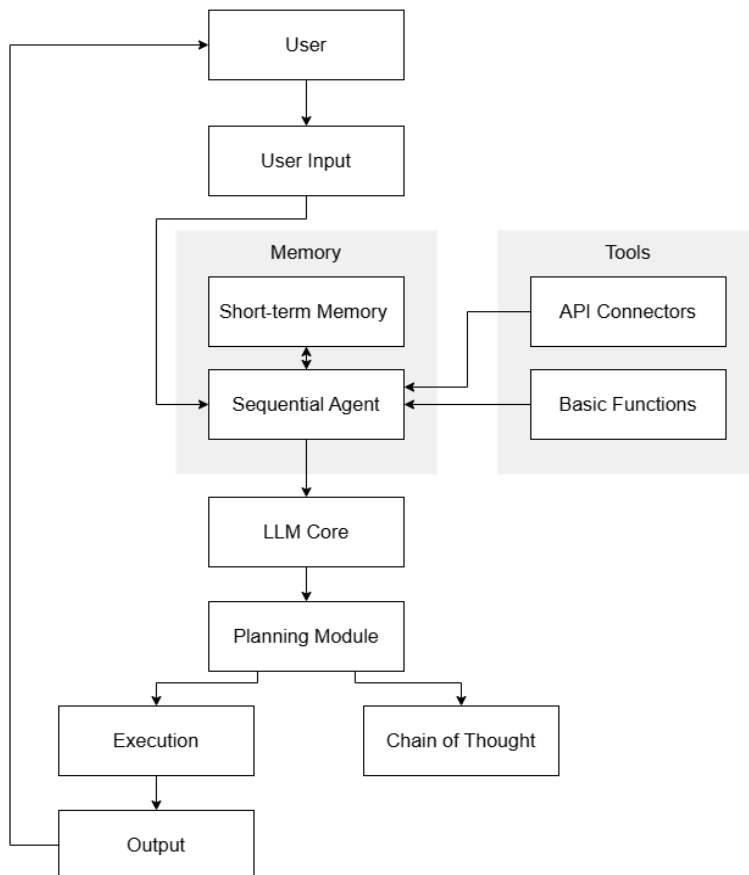 User
User Input
Memory
Tools
Short-term Memory
API Connectors
Sequential Agent
Basic Functions
LLM Core
Planning Module
Execution
Chain of Thought
Output